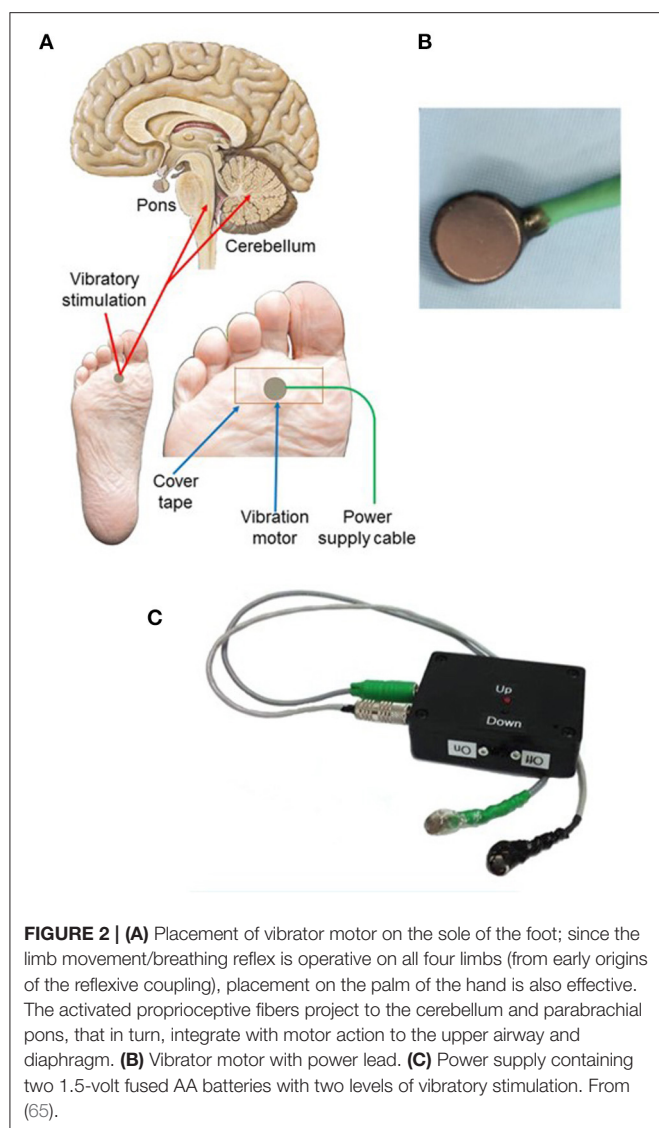 A
B
Pons
Cerebellum
Vibratory
stimulation
Cover
tape
Vibration
motor
Power
supply cable
C
Up
Down
On
Off
FIGURE 2 | (A) Placement of vibrator motor on the sole of the foot; since the
limb movement/breathing reflex is operative on all four limbs (from early origins
of the reflexive coupling), placement on the palm of the hand is also effective.
The activated proprioceptive fibers project to the cerebellum and parabrachial
pons, that in turn, integrate with motor action to the upper airway and
diaphragm. (B) Vibrator motor with power lead. (C) Power supply containing
two 1.5-volt fused AA batteries with two levels of vibratory stimulation. From
(65).